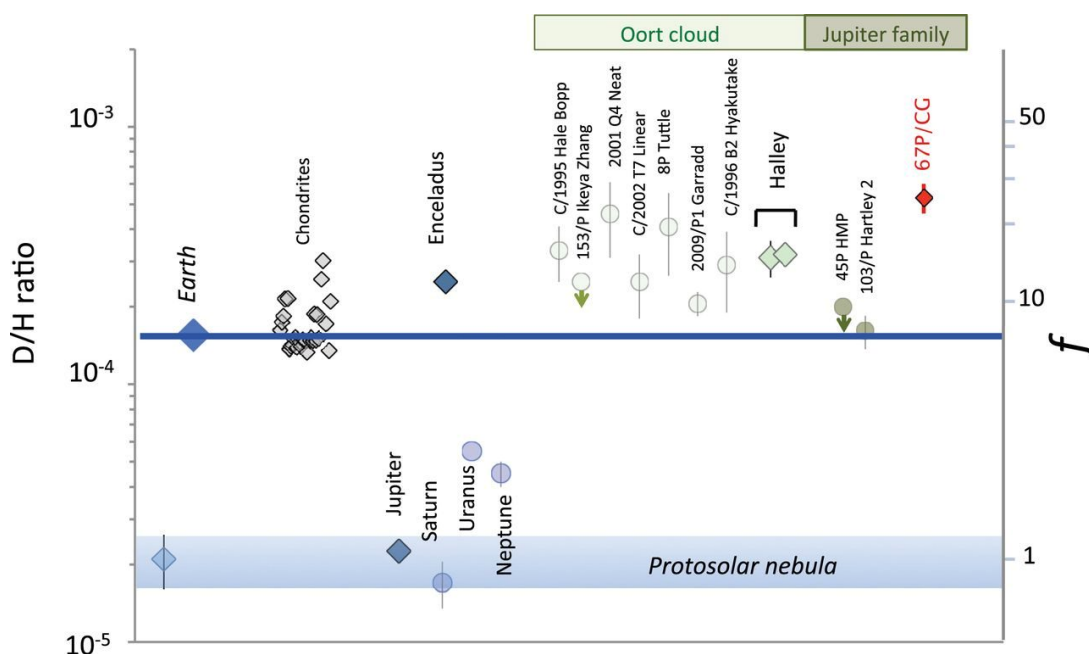 Oort cloud
Jupiter family
D/H ratio
10-3
10-4
10-5
Earth
Chondrites
Enceladus
C/1995 Hale Bopp
153/P Ikeya Zhang
2001 Q4 Neat
C/2002 T7 Linear
8P Tuttle
2009/P1 Garradd
C/1996 B2 Hyakutake
Halley
45P HMP
103/P Hartley 2
67P/CG
Jupiter
Saturn
Uranus
Neptune
Protosolar nebula
50
10
1
f